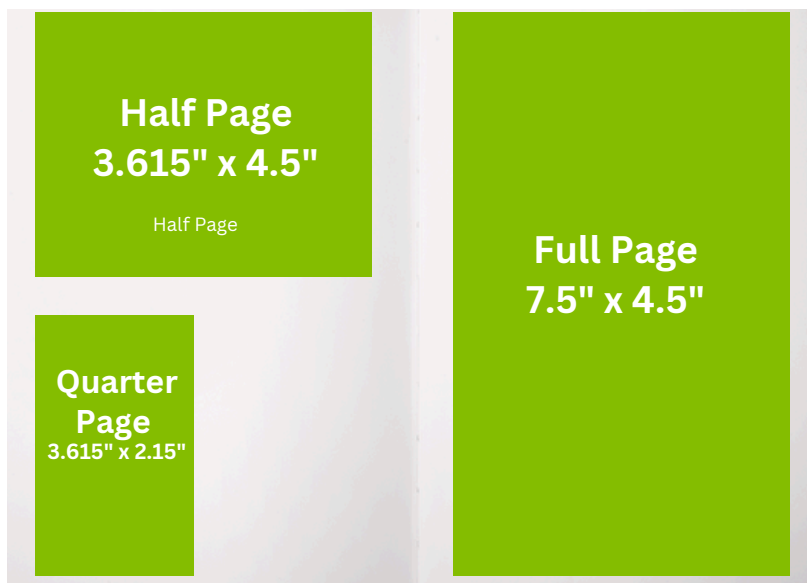 Half Page
3.615" x 4.5"
Half Page
Quarter
Page
3.615" x 2.15"
Full Page
7.5" x 4.5"